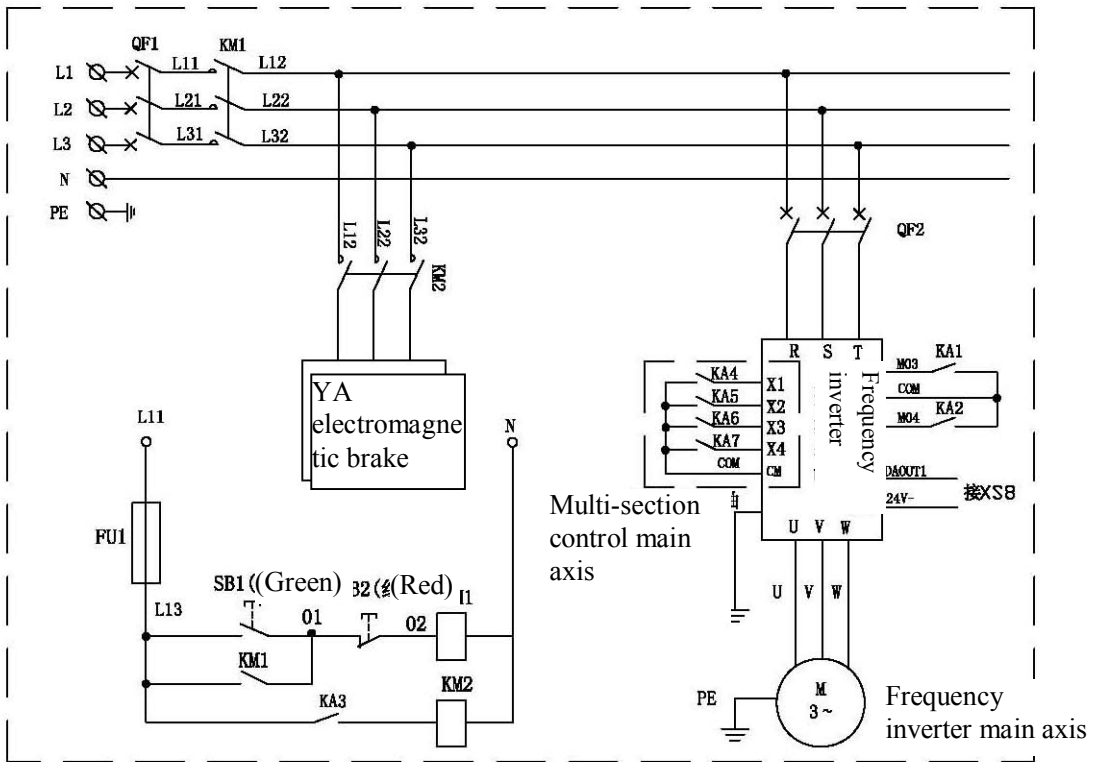 QF1
KM1
L1
L11
L12
L2
L21
L22
L3
L31
L32
N
PE
L12
L22
L32
KM2
QF2
YA
electromagne
tic brake
R S T
Frequency
inverter
KA4
X1
KA5
X2
KA6
X3
KA7
X4
COM
CM
M03
KA1
COM
M04
KA2
DAOUT1
24V-
接XS8
Multi-section
control main
axis
U V W
U V W
PE
M
3~
Frequency
inverter main axis
L11
N
FU1
L13
SB1((Green)
(Red)
01
02
KM1
KA3
KM2